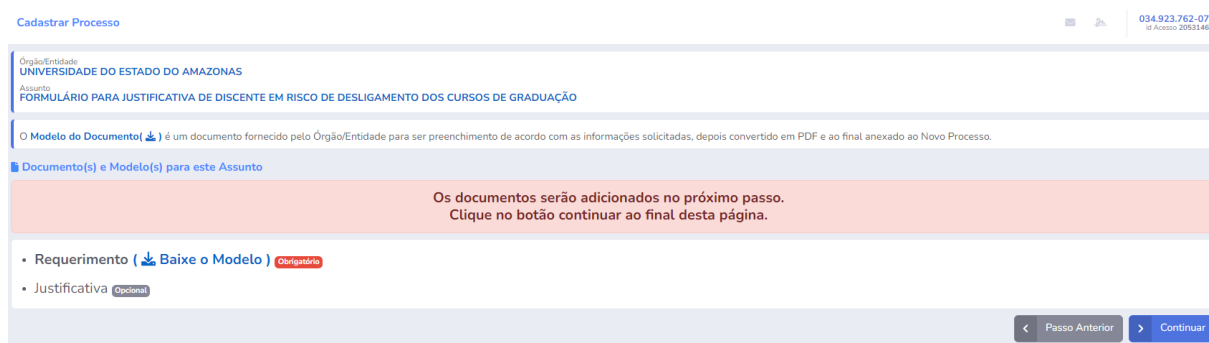 Cadastrar Processo
034.923.762-07
id Acesso 2053146
Órgão/Entidade
UNIVERSIDADE DO ESTADO DO AMAZONAS
Assunto
FORMULÁRIO PARA JUSTIFICATIVA DE DISCENTE EM RISCO DE DESLIGAMENTO DOS CURSOS DE GRADUAÇÃO
O Modelo do Documento( ) é um documento fornecido pelo Órgão/Entidade para ser preenchimento de acordo com as informações solicitadas, depois convertido em PDF e ao final anexado ao Novo Processo.
Documento(s) e Modelo(s) para este Assunto
Os documentos serão adicionados no próximo passo.
Clique no botão continuar ao final desta página.
• Requerimento ( Baixe o Modelo ) Obrigatório
• Justificativa Opcional
Passo Anterior
Continuar